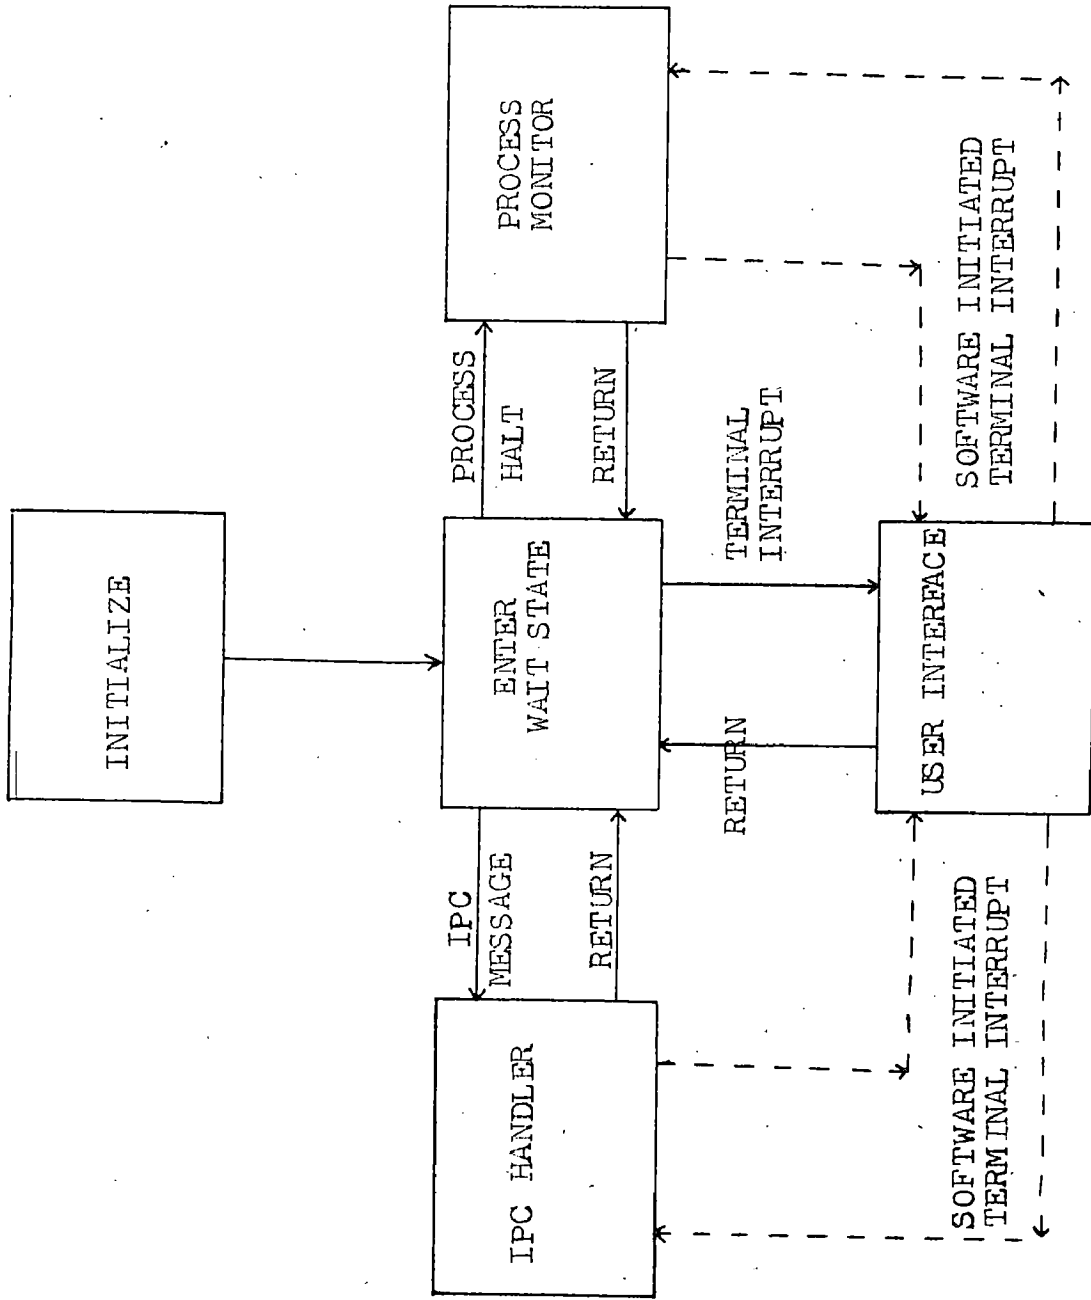 INITIALIZE
IPC
MESSAGE
PROCESS
HALT
IPC HANDLER
ENTER
WAIT STATE
PROCESS
MONITOR
RETURN
RETURN
RETURN
TERMINAL
INTERRUPT
USER INTERFACE
SOFTWARE INITIATED
TERMINAL INTERRUPT
SOFTWARE INITIATED
TERMINAL INTERRUPT